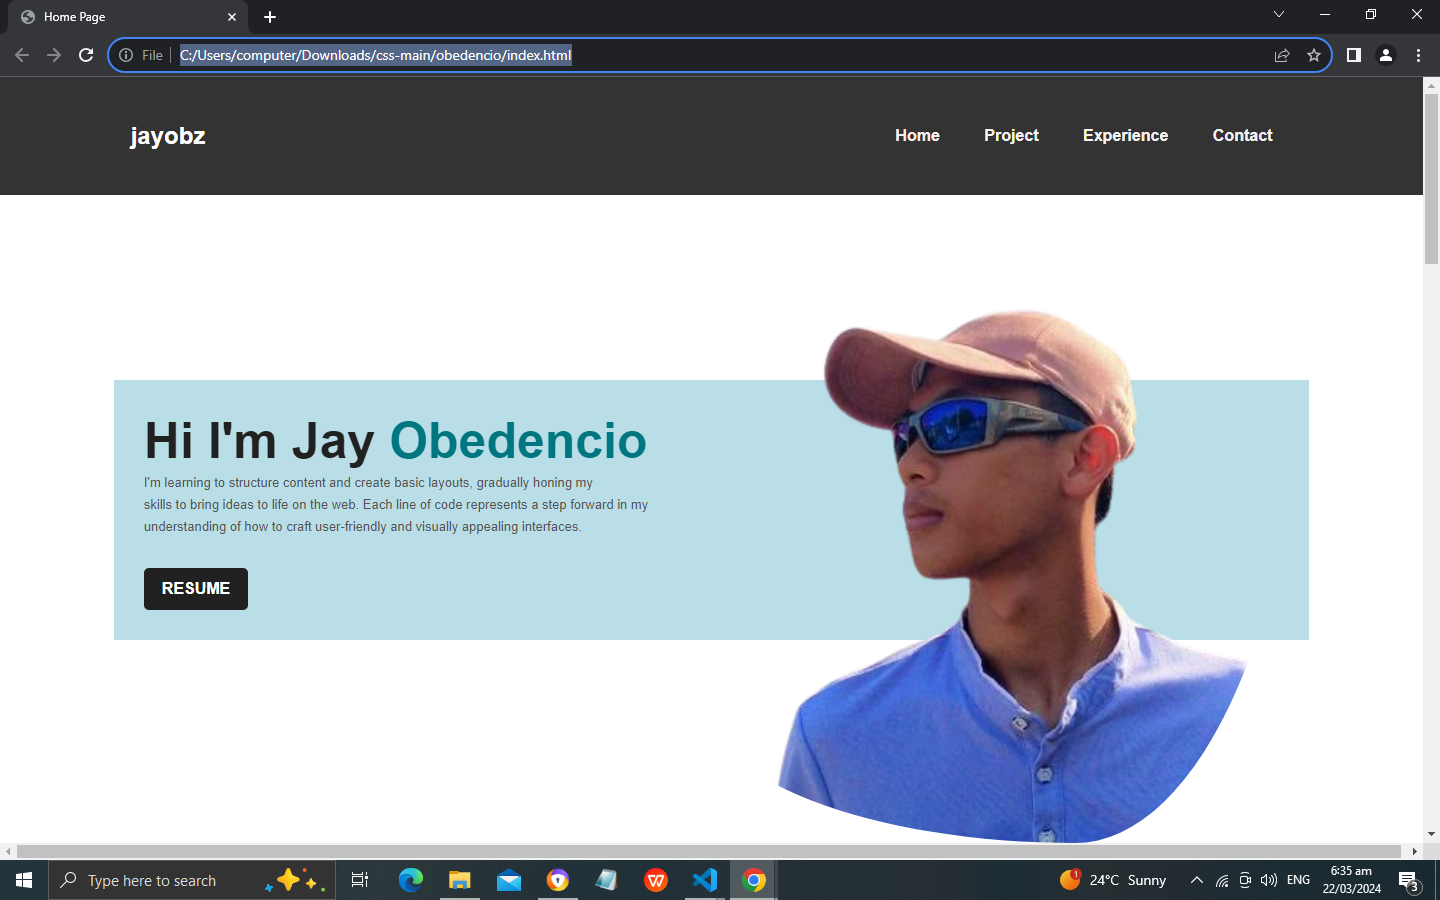 Home Page
File
C:/Users/computer/Downloads/css-main/obedencio/index.html
jayobz
Home Project Experience Contact
Hi I'm Jay Obedencio
I'm learning to structure content and create basic layouts, gradually honing my
skills to bring ideas to life on the web. Each line of code represents a step forward in my
understanding of how to craft user-friendly and visually appealing interfaces.
RESUME
Type here to search
W
1
24°C Sunny
ENG
6:35 am
22/03/2024
3